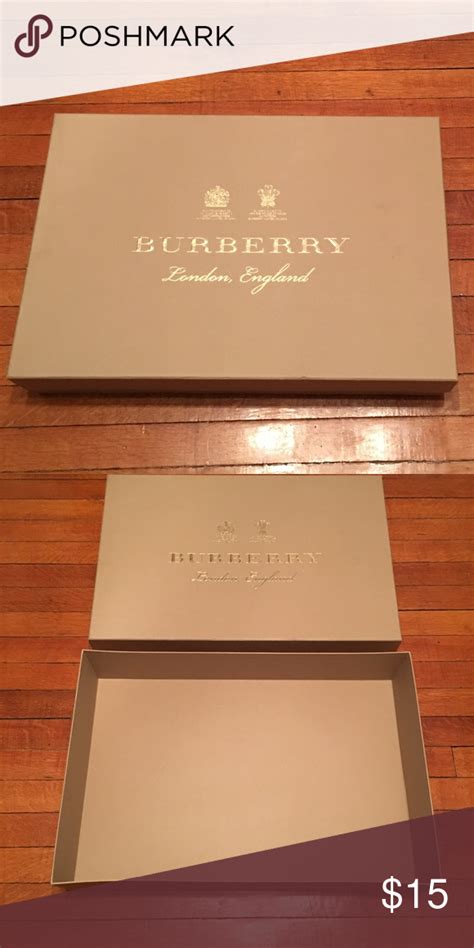 POSHMARK
BURBERRY
London, England
BURBERRY
London, England
$15